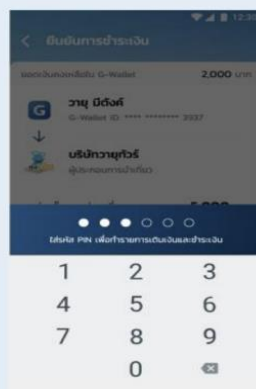 12:30
ยืนยันการชำระเงิน
ยอดเงินคงเหลือใน G-Wallet 2,000 บาท
G วายุ มีตังค์
G-Wallet ID **** ******** 3937
บริษัทวายุทัวร์
ผู้ประกอบการนำเที่ยว
5,000
ใส่รหัส PIN เพื่อทำรายการเติมเงินและชำระเงิน
1 2 3
4 5 6
7 8 9
0